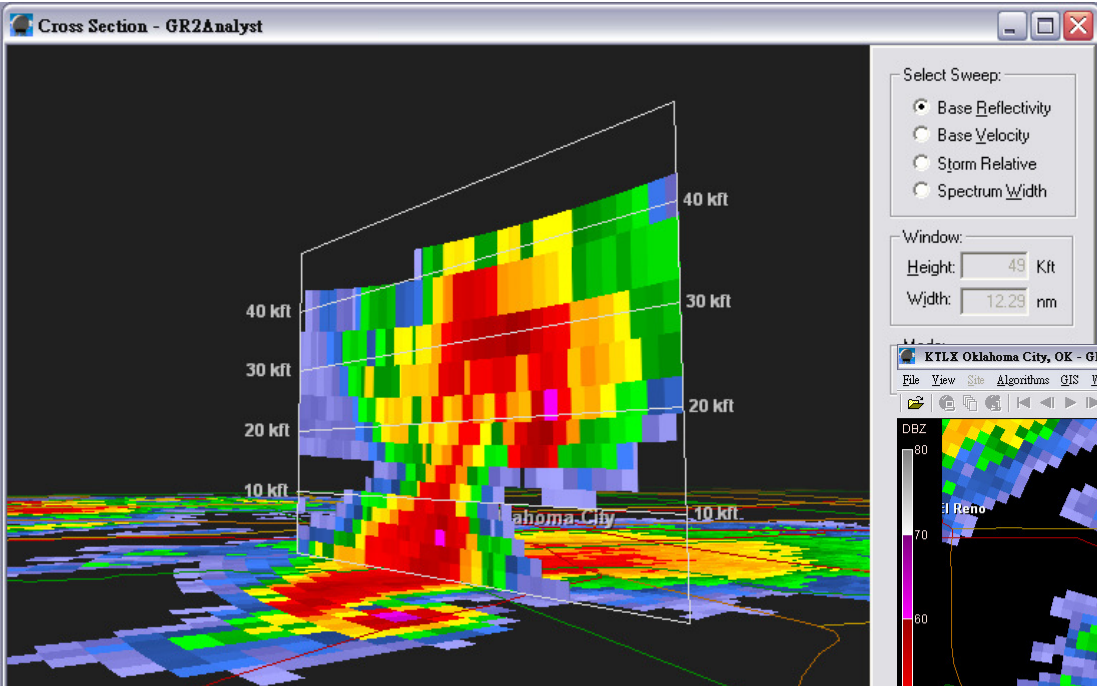 Cross Section - GR2Analyst
Select Sweep:
Base Reflectivity
Base Velocity
Storm Relative
Spectrum Width
Window:
Height: 49 Kft
Width: 12.29 nm
40 kft
30 kft
20 kft
10 kft
40 kft
30 kft
20 kft
10 kft
ahoma City
KTLX Oklahoma City, OK - GR
File View Site Algorithms GIS W
DBZ
80
70
60
El Reno